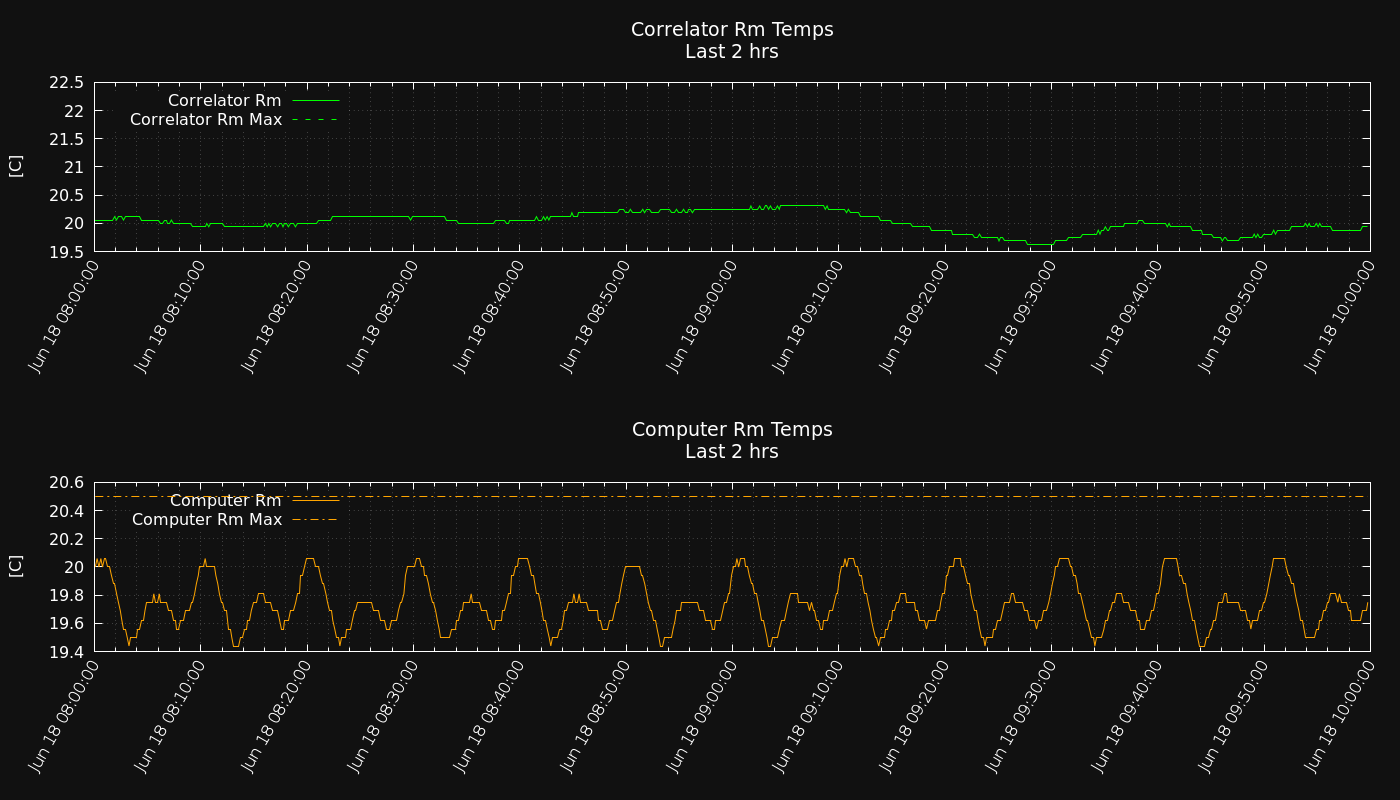 Correlator Rm Temps
Last 2 hrs
22.5
22
21.5
21
20.5
20
19.5
[C]
Correlator Rm
Correlator Rm Max
Jun 18 08:00:00
Jun 18 08:10:00
Jun 18 08:20:00
Jun 18 08:30:00
Jun 18 08:40:00
Jun 18 08:50:00
Jun 18 09:00:00
Jun 18 09:10:00
Jun 18 09:20:00
Jun 18 09:30:00
Jun 18 09:40:00
Jun 18 09:50:00
Jun 18 10:00:00
Computer Rm Temps
Last 2 hrs
20.6
20.4
20.2
20
19.8
19.6
19.4
[C]
Computer Rm
Computer Rm Max
Jun 18 08:00:00
Jun 18 08:10:00
Jun 18 08:20:00
Jun 18 08:30:00
Jun 18 08:40:00
Jun 18 08:50:00
Jun 18 09:00:00
Jun 18 09:10:00
Jun 18 09:20:00
Jun 18 09:30:00
Jun 18 09:40:00
Jun 18 09:50:00
Jun 18 10:00:00